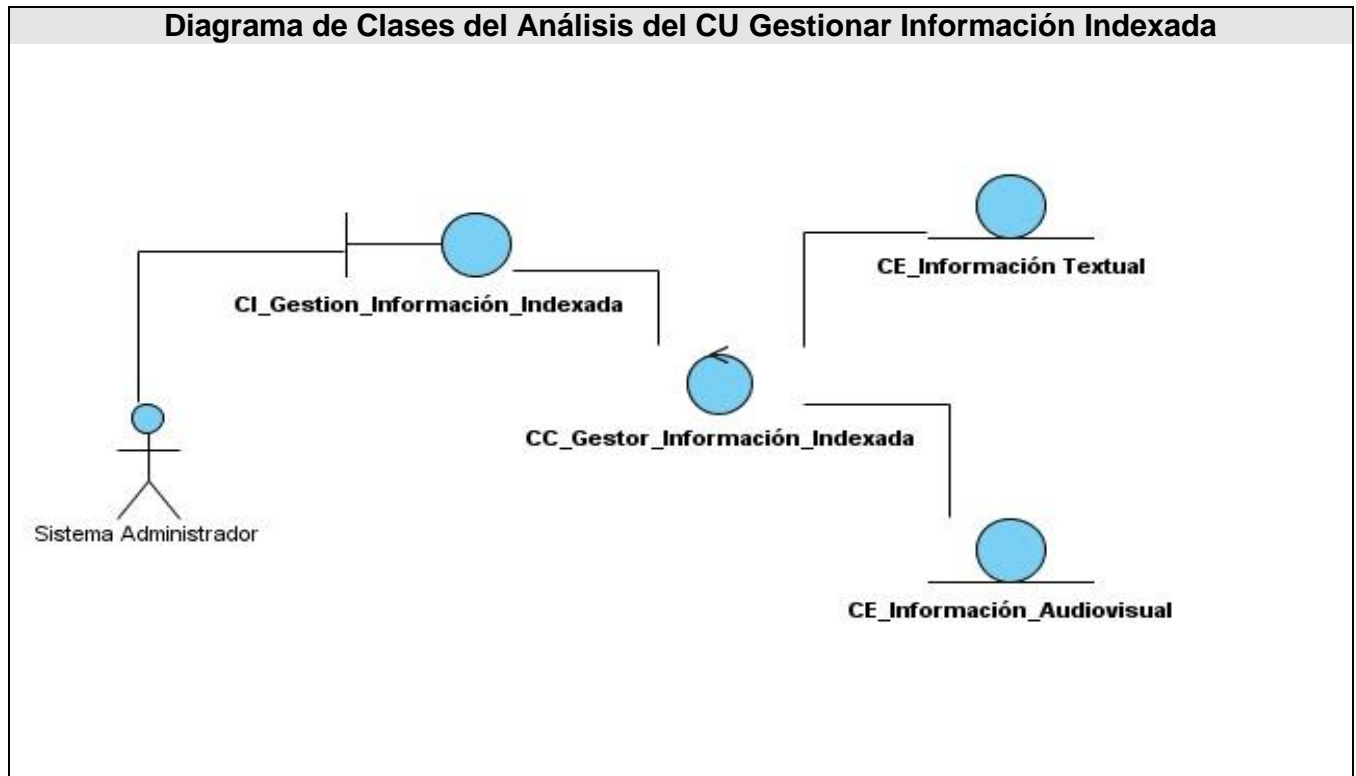 Diagrama de Clases del Análisis del CU Gestionar Información Indexada
CE_Información Textual
CI_Gestion_Información_Indexada
CC_Gestor_Información_Indexada
Sistema Administrador
CE_Información_Audiovisual